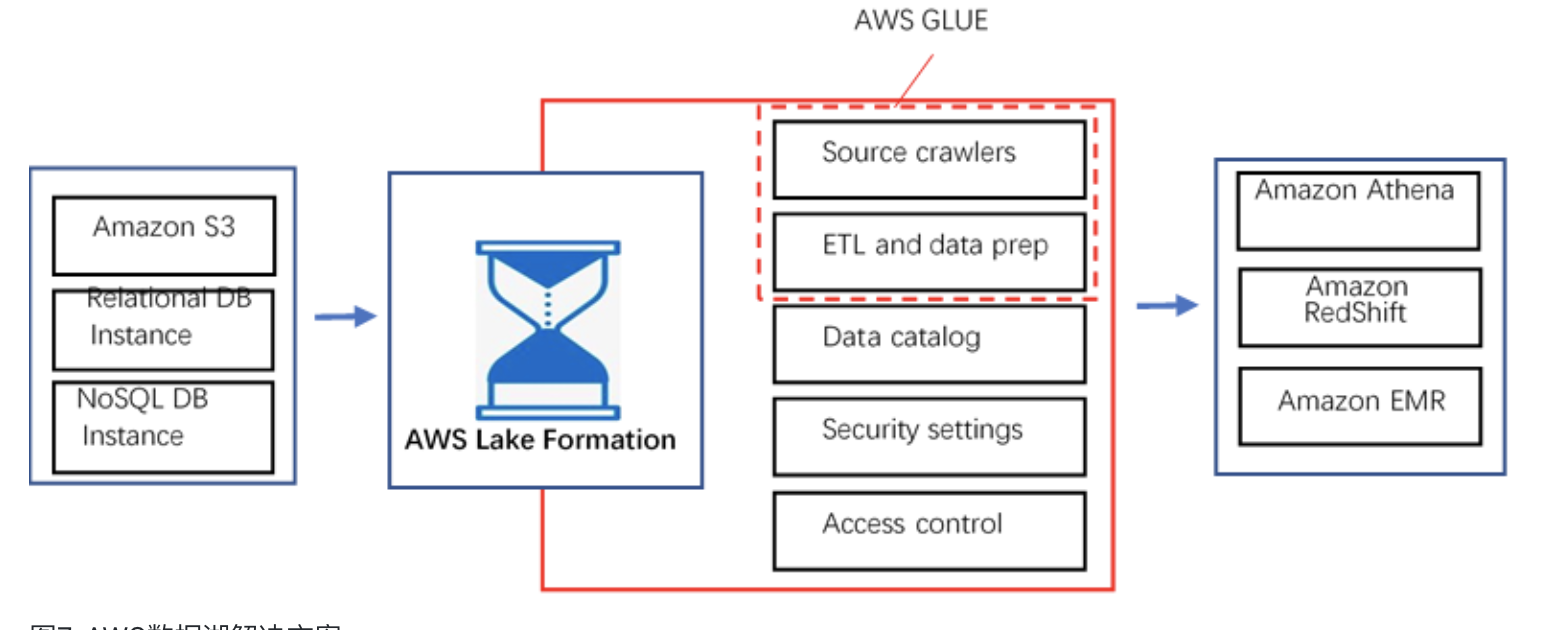 AWS GLUE
Amazon S3
Relational DB
Instance
NoSQL DB
Instance
AWS Lake Formation
Source crawlers
ETL and data prep
Data catalog
Security settings
Access control
Amazon Athena
Amazon
RedShift
Amazon EMR
图7. AWS数据湖解决方案